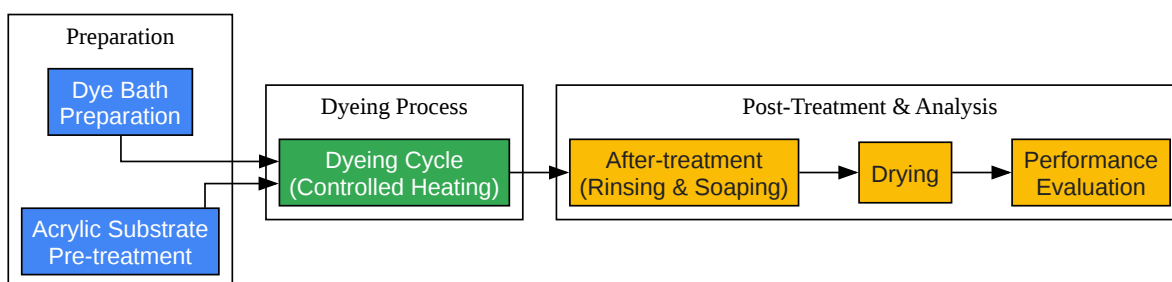 Preparation
Dye Bath
Preparation
Acrylic Substrate
Pre-treatment
Dyeing Process
Dyeing Cycle
(Controlled Heating)
Post-Treatment & Analysis
After-treatment
(Rinsing & Soaping)
Drying
Performance
Evaluation